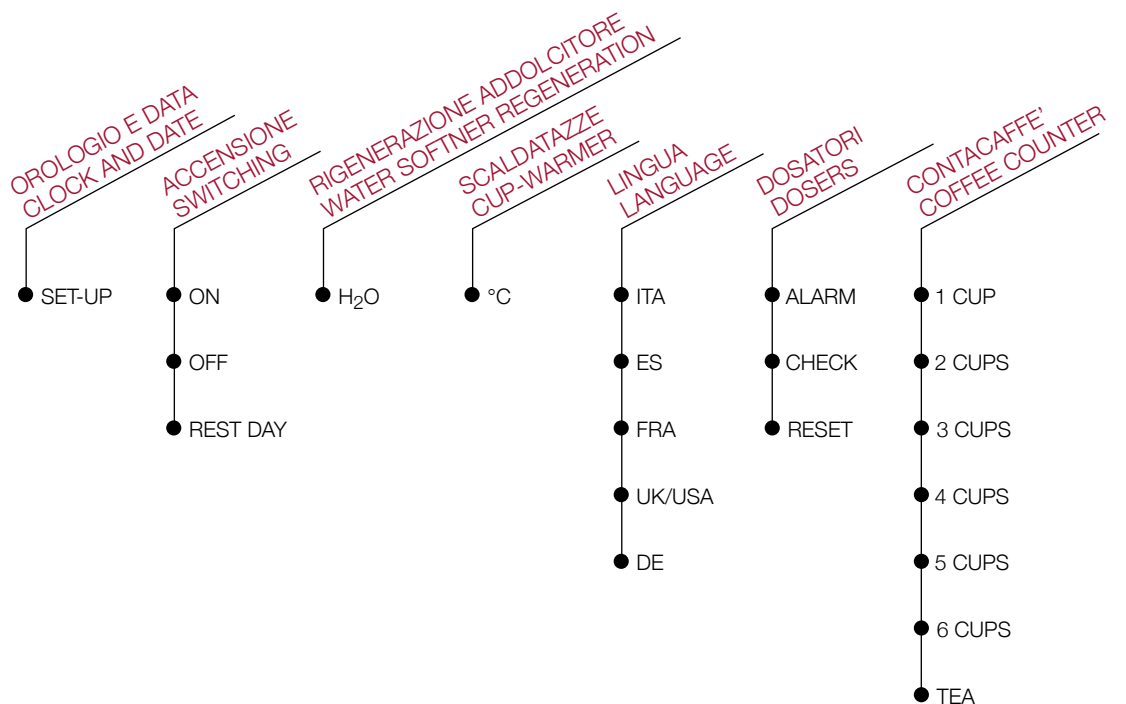 OROLOGIO E DATA
CLOCK AND DATE
ACCENSIONE
SWITCHING
RIGENERAZIONE ADDOLCITORE
WATER SOFTNER REGENERATION
SCALDATAZZE
CUP-WARMER
LINGUA
LANGUAGE
DOSATORI
DOSERS
CONTACAFFE'
COFFEE COUNTER
SET-UP
ON
OFF
REST DAY
H₂O
°C
ITA
ES
FRA
UK/USA
DE
ALARM
CHECK
RESET
1 CUP
2 CUPS
3 CUPS
4 CUPS
5 CUPS
6 CUPS
TEA